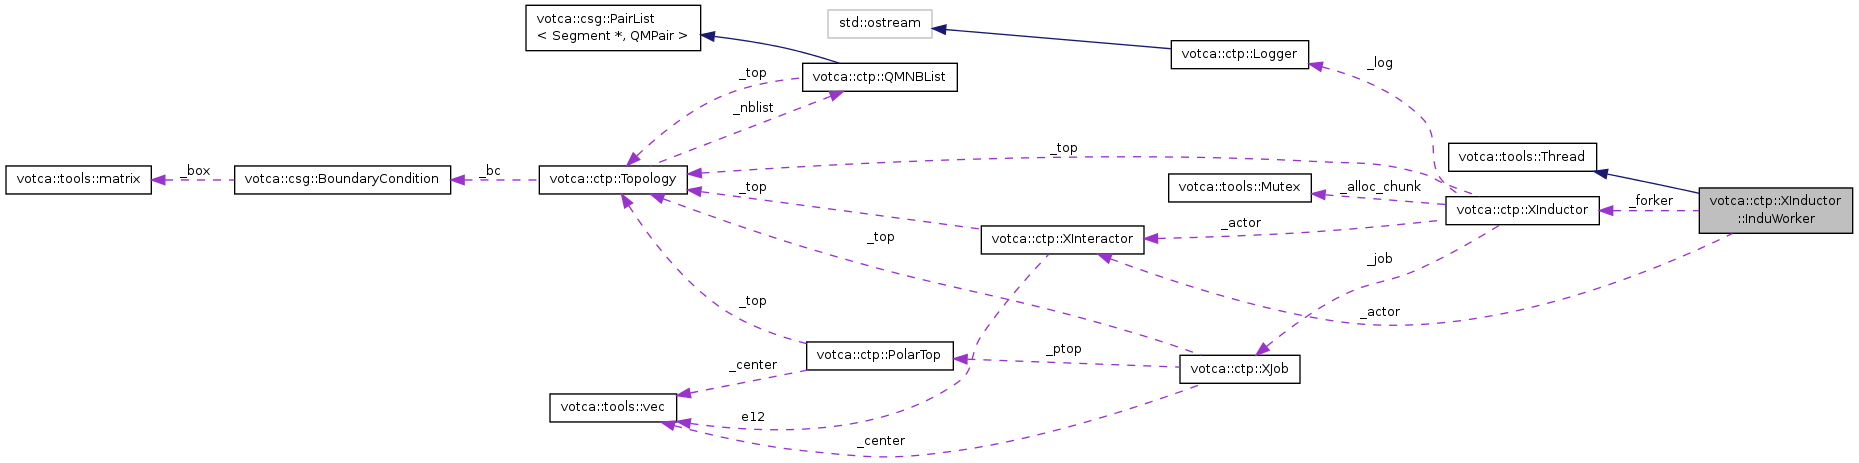 votca::csg::PairList
< Segment *, QMPair >
std::ostream
votca::ctp::Logger
_log
_top
votca::ctp::QMNBList
_nblist
_top
votca::tools::Thread
votca::tools::matrix
_box
votca::csg::BoundaryCondition
_bc
votca::ctp::Topology
_top
votca::tools::Mutex
_alloc_chunk
votca::ctp::XInductor
_forker
votca::ctp::XInductor
::InduWorker
_top
votca::ctp::XInteractor
_actor
_job
_top
_actor
votca::ctp::PolarTop
_ptop
votca::ctp::XJob
_center
votca::tools::vec
e12
_center